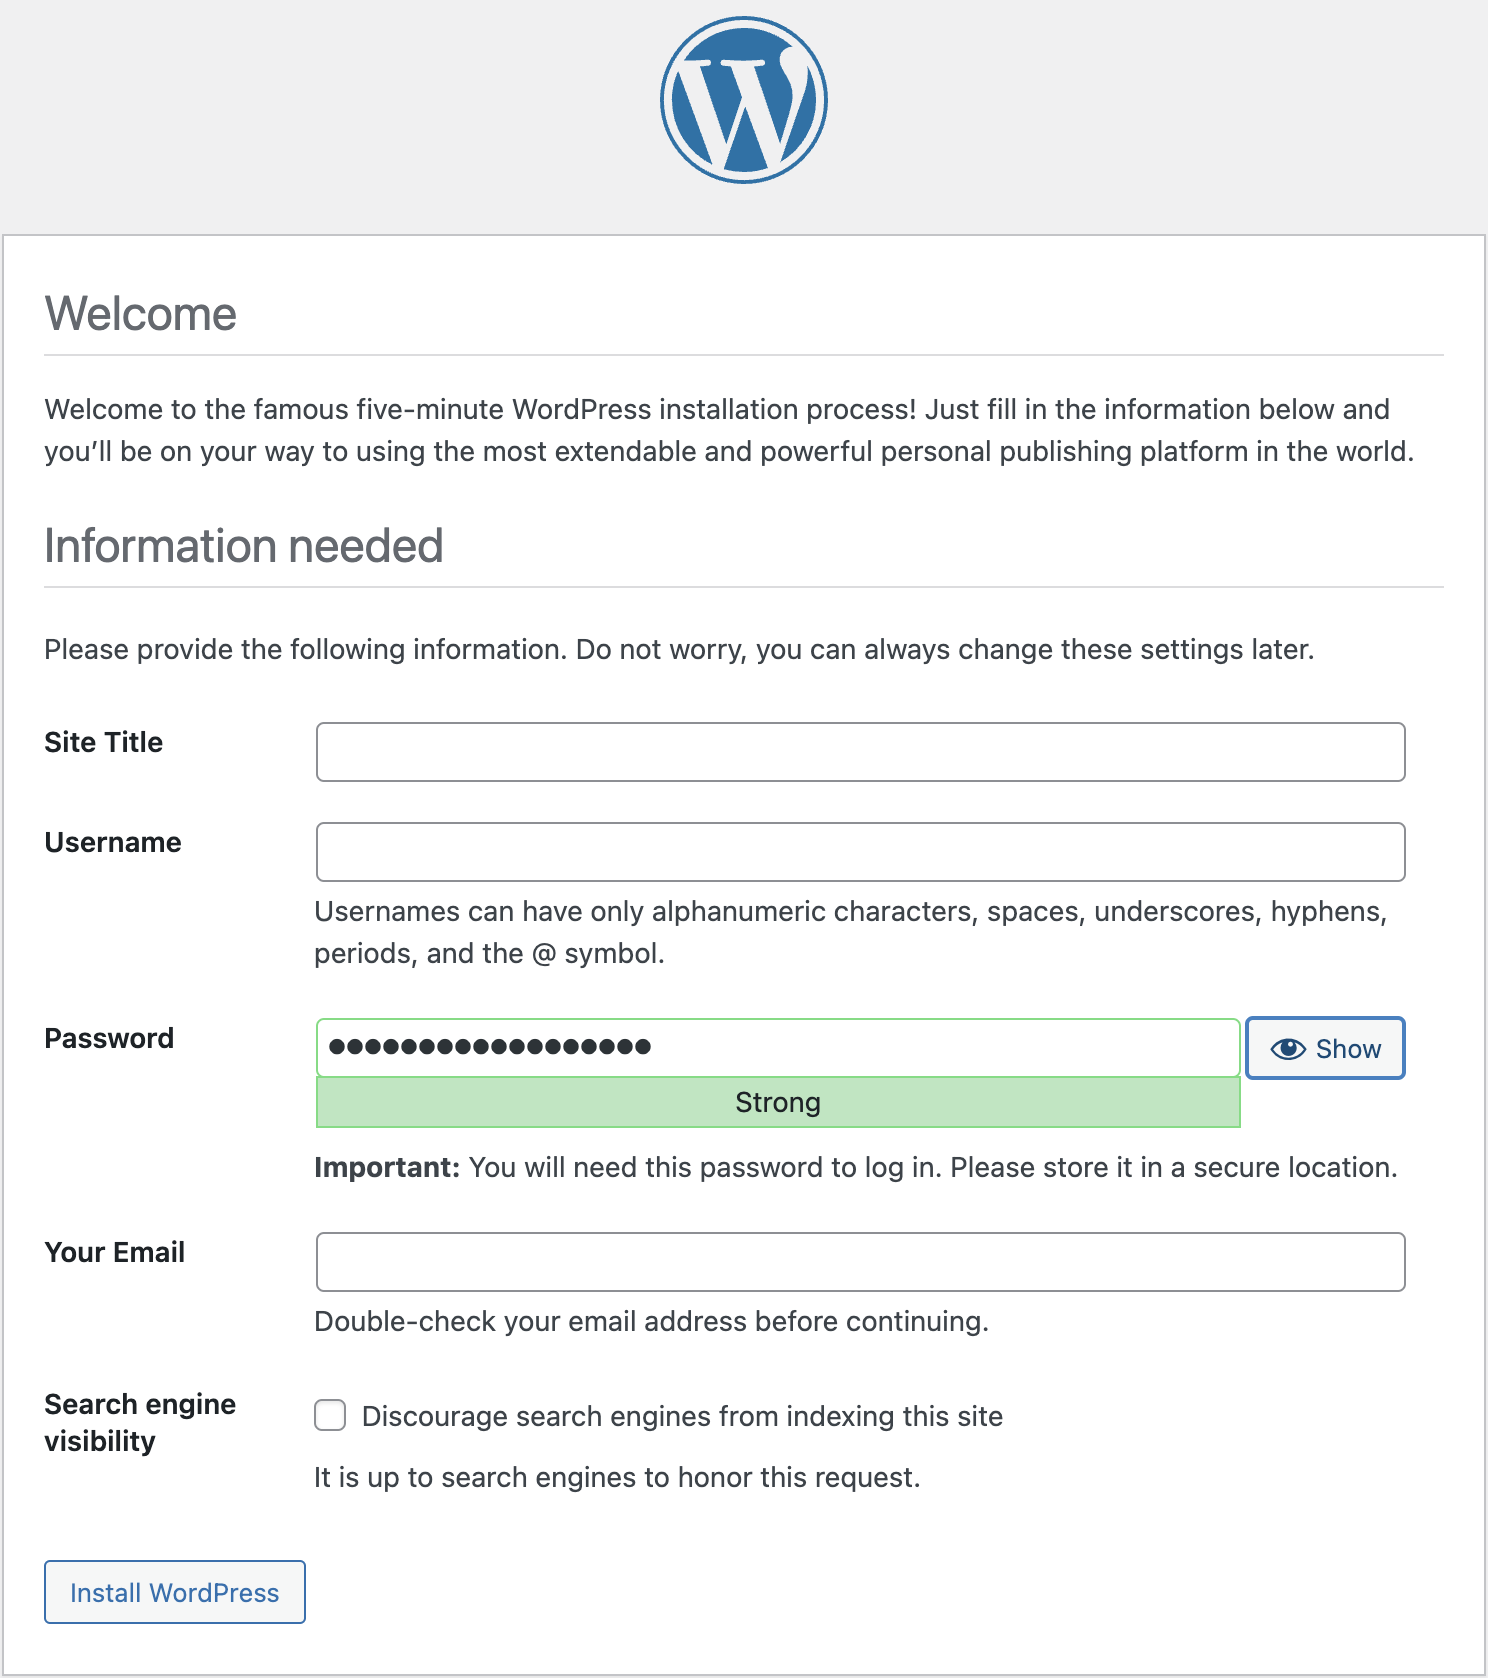 Welcome
Welcome to the famous five-minute WordPress installation process! Just fill in the information below and
you’ll be on your way to using the most extendable and powerful personal publishing platform in the world.
Information needed
Please provide the following information. Do not worry, you can always change these settings later.
Site Title
Username
Usernames can have only alphanumeric characters, spaces, underscores, hyphens,
periods, and the @ symbol.
Password
••••••••••••••••••
Show
Strong
Important: You will need this password to log in. Please store it in a secure location.
Your Email
Double-check your email address before continuing.
Search engine
visibility
Discourage search engines from indexing this site
It is up to search engines to honor this request.
Install WordPress